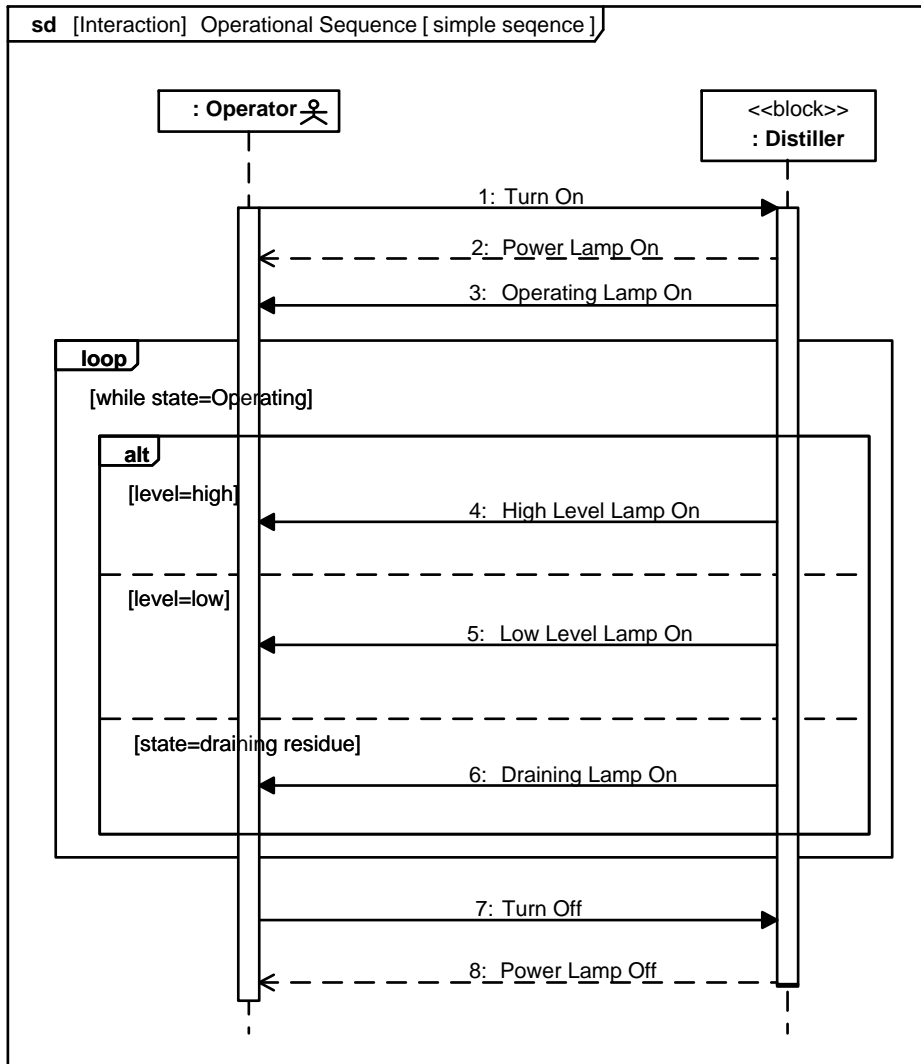 sd [Interaction] Operational Sequence [ simple seqence ]
: Operator
<<block>>
: Distiller
1: Turn On
2: Power Lamp On
3: Operating Lamp On
loop
[while state=Operating]
alt
[level=high]
4: High Level Lamp On
[level=low]
5: Low Level Lamp On
[state=draining residue]
6: Draining Lamp On
7: Turn Off
8: Power Lamp Off